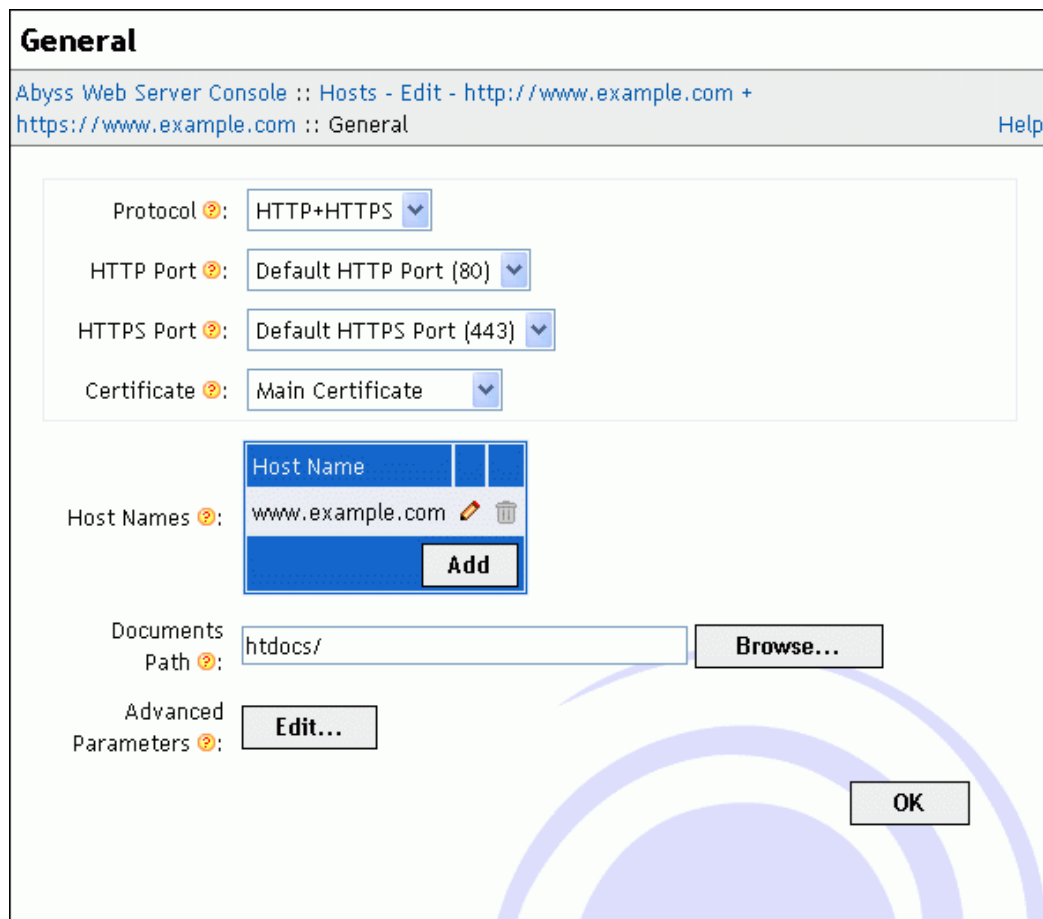 General
Abyss Web Server Console :: Hosts - Edit - http://www.example.com +
https://www.example.com :: General Help
Protocol ?: HTTP+HTTPS
HTTP Port ?: Default HTTP Port (80)
HTTPS Port ?: Default HTTPS Port (443)
Certificate ?: Main Certificate
Host Name
Host Names ?: www.example.com
Add
Documents
Path ?: htdocs/ Browse...
Advanced
Parameters ?: Edit...
OK